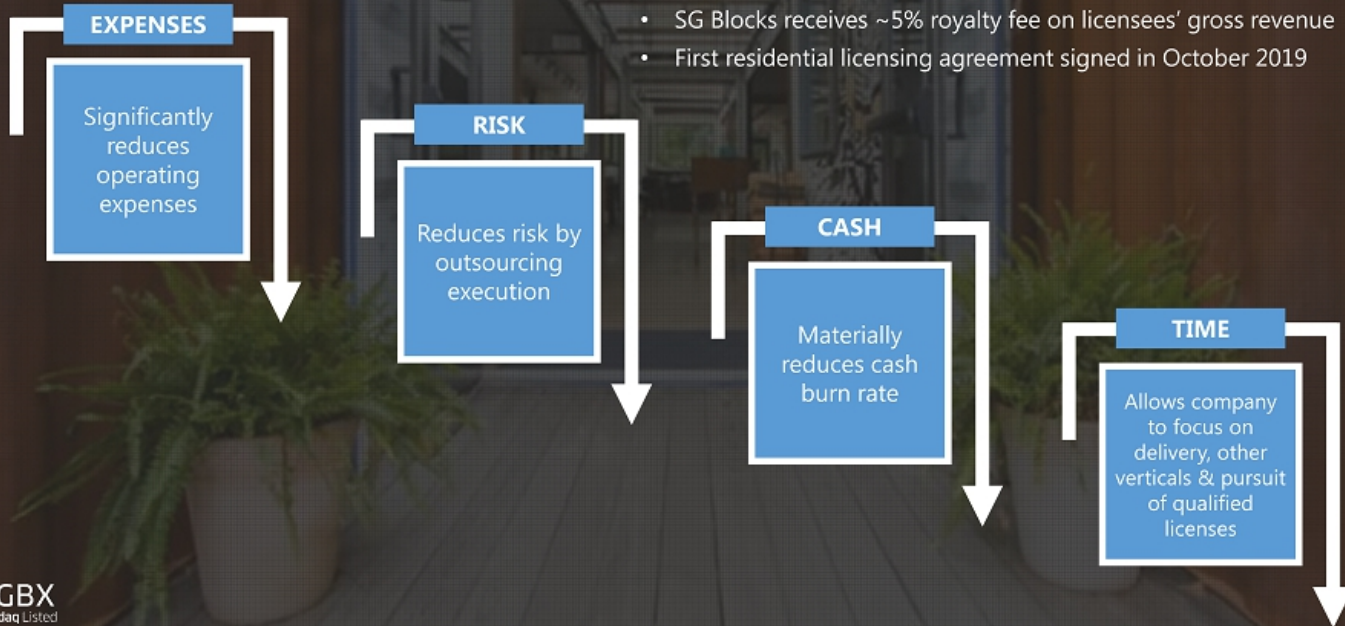 • SG Blocks receives ~5% royalty fee on licensees' gross revenue
• First residential licensing agreement signed in October 2019
EXPENSES
Significantly
reduces
operating
expenses
RISK
Reduces risk by
outsourcing
execution
CASH
Materially
reduces cash
burn rate
TIME
Allows company
to focus on
delivery, other
verticals & pursuit
of qualified
licenses
GBX
daq Listed